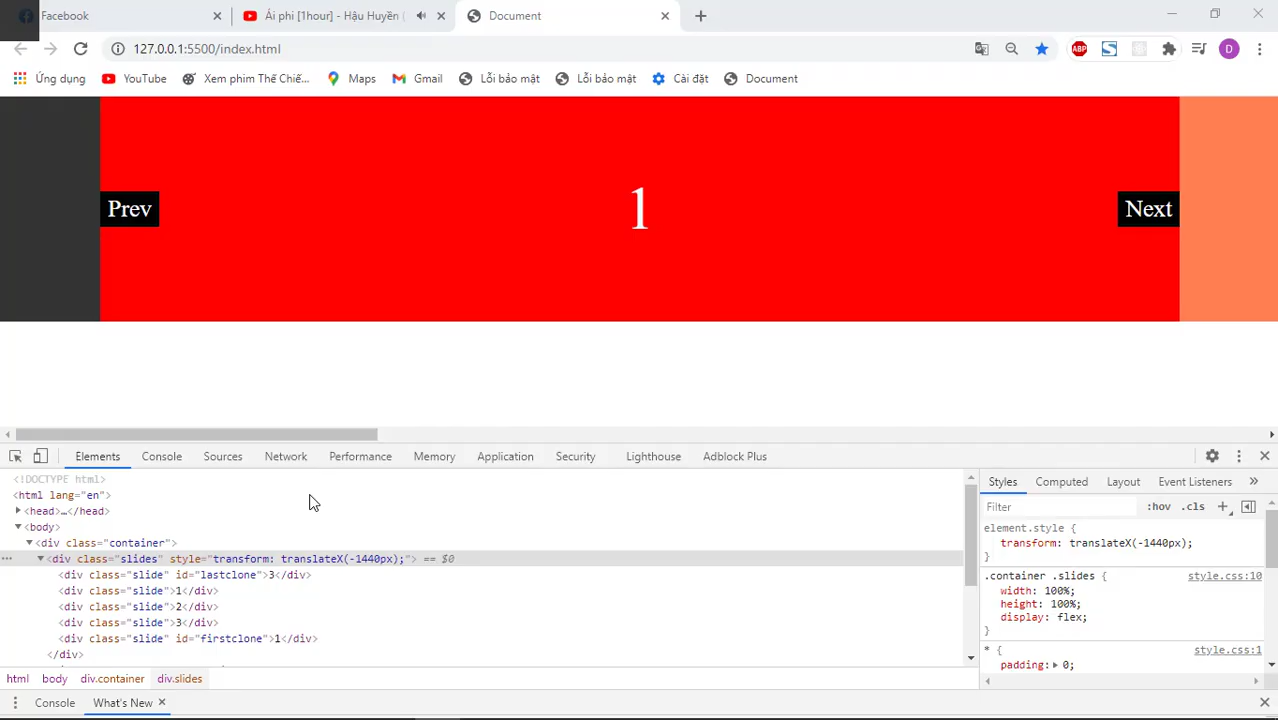 Facebook
Ái phi [1hour] - Hậu Huyền (
Document
127.0.0.1:5500/index.html
ABP
S
D
Ứng dụng
YouTube
Xem phim Thế Chiế...
Maps
Gmail
Lỗi bảo mật
Lỗi bảo mật
Cài đặt
Document
Prev
1
Next
Elements
Console
Sources
Network
Performance
Memory
Application
Security
Lighthouse
Adblock Plus
<!DOCTYPE html>
<html lang="en">
<head>…</head>
<body>
<div class="container">
<div class="slides" style="transform: translateX(-1440px);"> == $0
<div class="slide" id="lastclone">3</div>
<div class="slide">1</div>
<div class="slide">2</div>
<div class="slide">3</div>
<div class="slide" id="firstclone">1</div>
</div>
Styles
Computed
Layout
Event Listeners
Filter
:hov .cls
element.style {
transform: translateX(-1440px);
}
.container .slides { style.css:10
width: 100%;
height: 100%;
display: flex;
}
* { style.css:1
padding: 0;
html
body
div.container
div.slides
Console
What's New